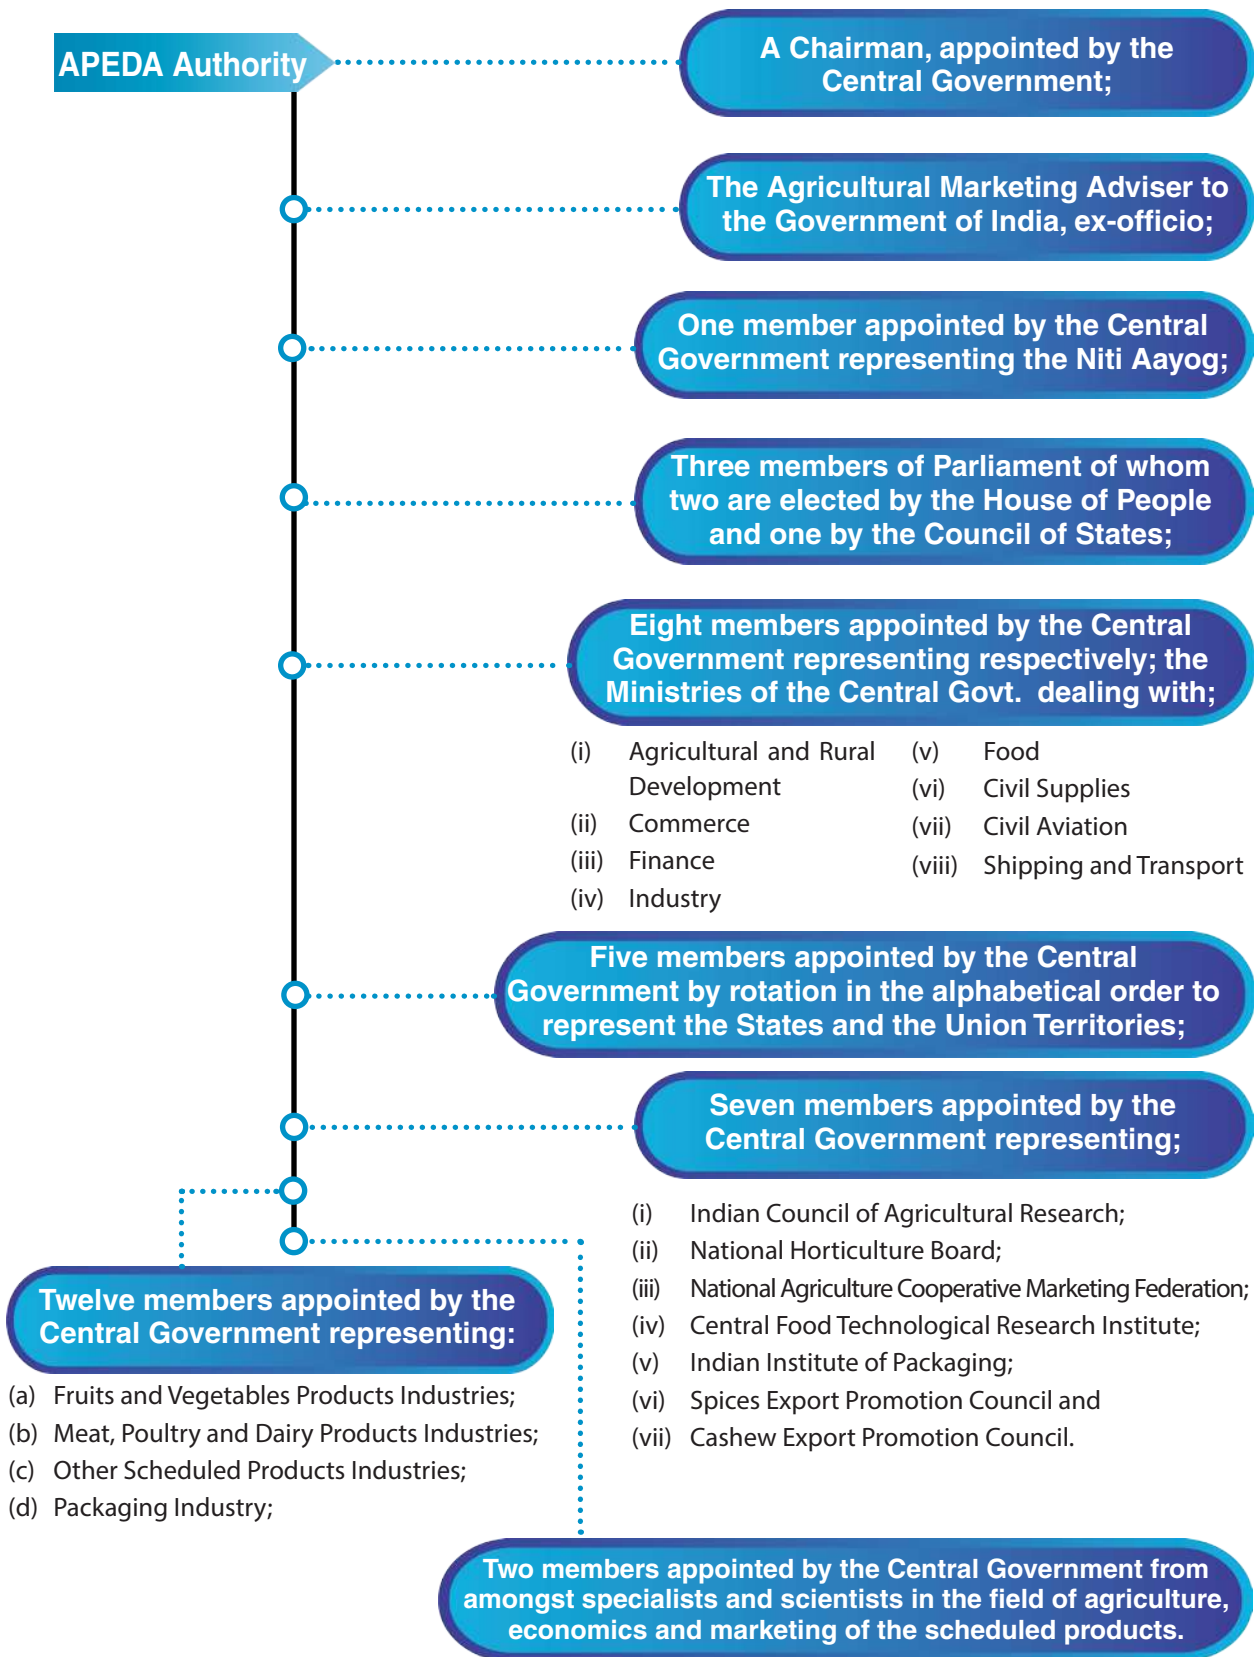 APEDA Authority
A Chairman, appointed by the
Central Government;
The Agricultural Marketing Adviser to
the Government of India, ex-officio;
One member appointed by the Central
Government representing the Niti Aayog;
Three members of Parliament of whom
two are elected by the House of People
and one by the Council of States;
Eight members appointed by the Central
Government representing respectively; the
Ministries of the Central Govt. dealing with;
(i) Agricultural and Rural
Development
(ii) Commerce
(iii) Finance
(iv) Industry
(v) Food
(vi) Civil Supplies
(vii) Civil Aviation
(viii) Shipping and Transport
Five members appointed by the Central
Government by rotation in the alphabetical order to
represent the States and the Union Territories;
Seven members appointed by the
Central Government representing;
(i) Indian Council of Agricultural Research;
(ii) National Horticulture Board;
(iii) National Agriculture Cooperative Marketing Federation;
(iv) Central Food Technological Research Institute;
(v) Indian Institute of Packaging;
(vi) Spices Export Promotion Council and
(vii) Cashew Export Promotion Council.
Twelve members appointed by the
Central Government representing:
(a) Fruits and Vegetables Products Industries;
(b) Meat, Poultry and Dairy Products Industries;
(c) Other Scheduled Products Industries;
(d) Packaging Industry;
Two members appointed by the Central Government from
amongst specialists and scientists in the field of agriculture,
economics and marketing of the scheduled products.